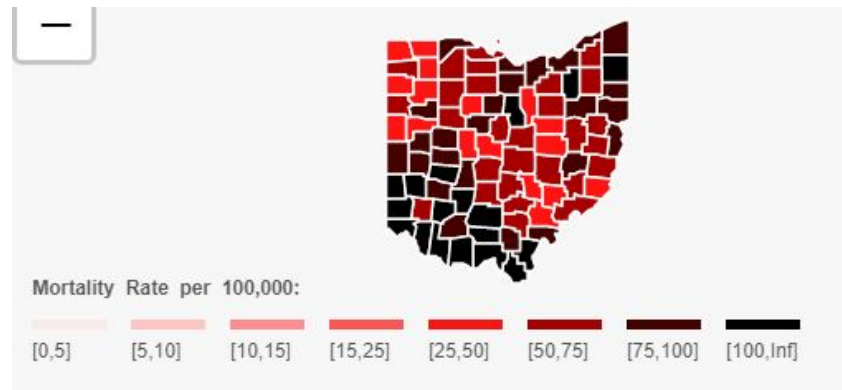 Mortality Rate per 100,000:
[0,5] [5,10] [10,15] [15,25] [25,50] [50,75] [75,100] [100,Inf]